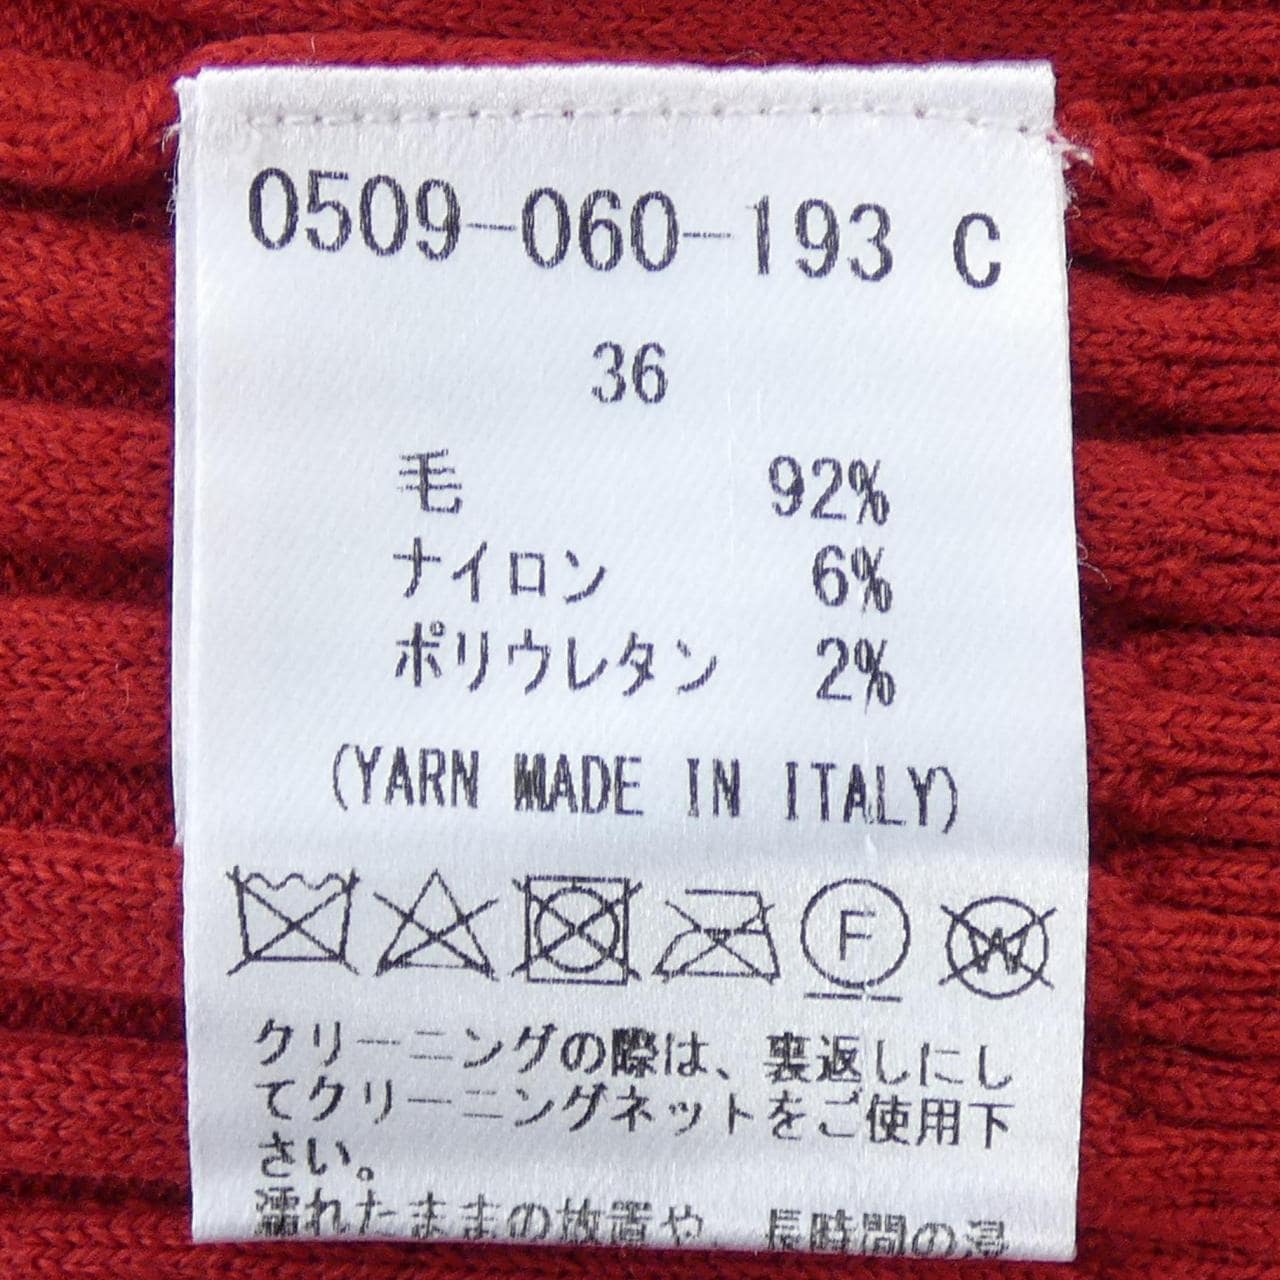 0509-060-193 C
36
毛 92%
ナイロン 6%
ポリウレタン 2%
(YARN MADE IN ITALY)
F W
クリーニングの際は、裏返しにし
てクリーニングネットをご使用下
さい。
濡れたままの放置や、長時間の浸